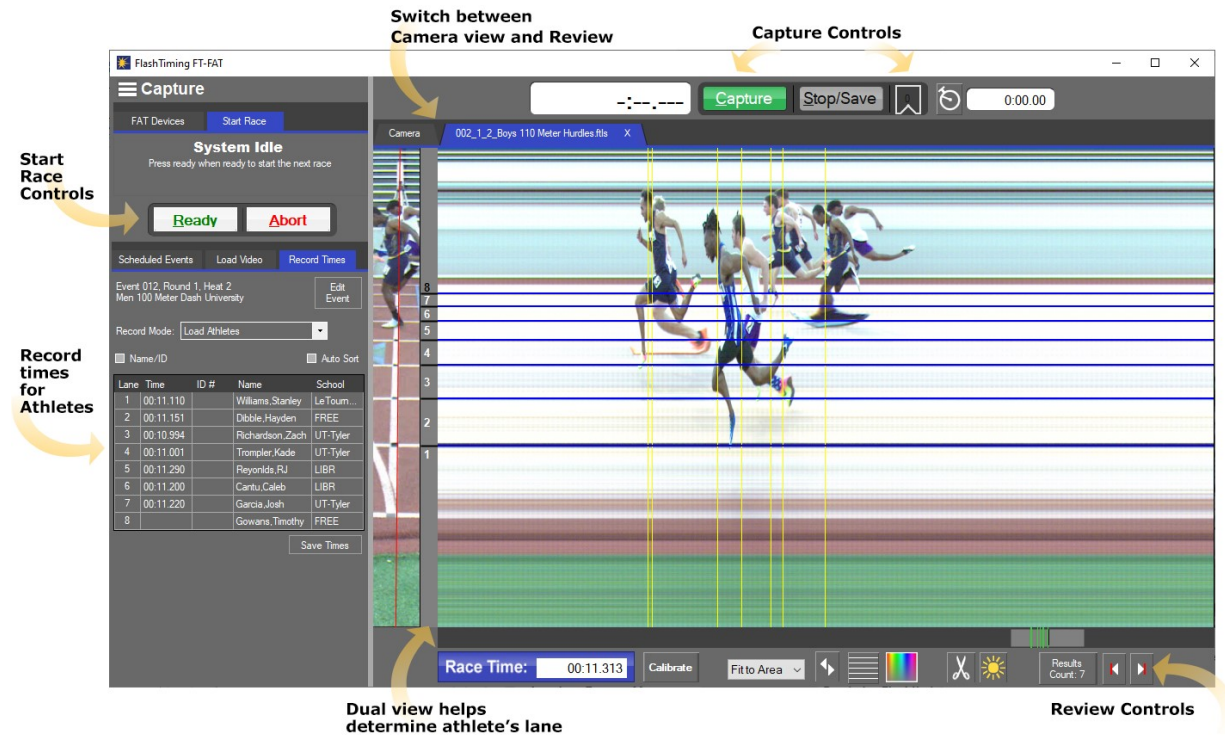 Switch between
Camera view and Review
Capture Controls
FlashTiming FT-FAT
Capture
-:--.---
Capture
Stop/Save
0:00.00
FAT Devices
Start Race
Camera
002_1_2_Boys 110 Meter Hurdles.ftls X
System Idle
Press ready when ready to start the next
race
Start
Race
Controls
Ready
Abort
Scheduled Events
Load Video
Record Times
Event 012, Round 1, Heat 2
Men 100 Meter Dash University
Edit
Event
Record Mode: Load Athletes
Name/ID
Auto Sort
Record
times
for
Athletes
Lane Time ID # Name School
1 00:11.110 Williams,Stanley LeTourn...
2 00:11.151 Dibble,Hayden FREE
3 00:10.994 Richardson,Zach UT-Tyler
4 00:11.001 Trompler,Kade UT-Tyler
5 00:11.290 Reyonlds,RJ LIBR
6 00:11.200 Cantu,Caleb LIBR
7 00:11.220 Garcia,Josh UT-Tyler
8 Gowans,Timothy FREE
Save Times
8
7
6
5
4
3
2
1
Race Time: 00:11.313
Calibrate
Fit to Area
Results
Count: 7
Dual view helps
determine athlete's lane
Review Controls